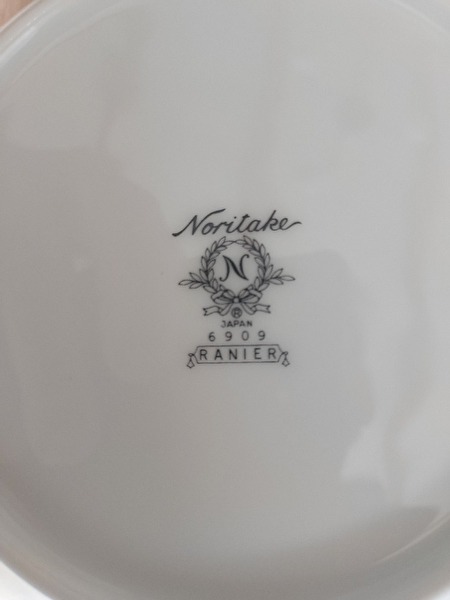 Noritake
N
®
JAPAN
6909
RANIER